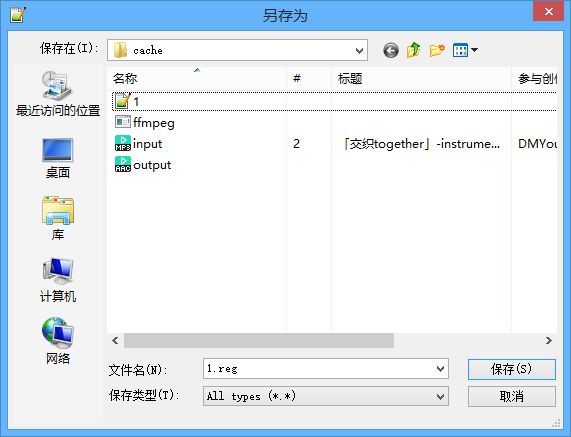 另存为
保存在(I):
cache
名称
#
标题
参与创作
最近访问的位置
桌面
库
计算机
网络
1
ffmpeg
MP3
input
2
「交织together」-instrume...
DMYou
AAC
output
文件名(N):
1.reg
保存(S)
保存类型(T):
All types (*.*)
取消